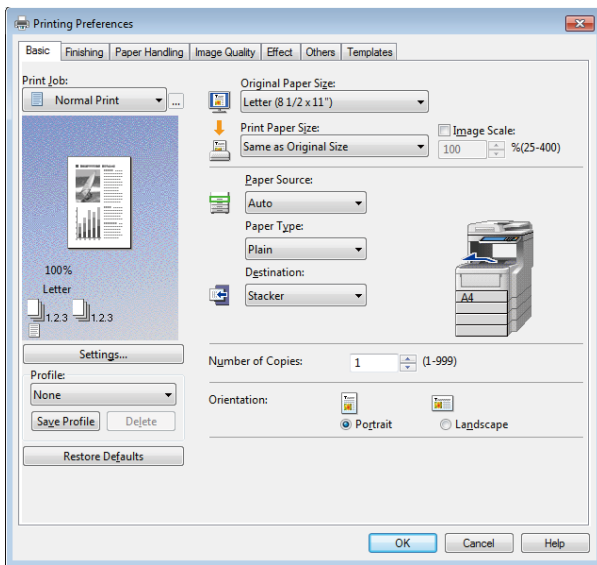 Printing Preferences
Basic Finishing Paper Handling Image Quality Effect Others Templates
Print Job:
Normal Print
...
100%
Letter
1.2.3 1.2.3
Settings...
Profile:
None
Save Profile Delete
Restore Defaults
Original Paper Size:
Letter (8 1/2 x 11")
Print Paper Size:
Same as Original Size
Image Scale:
100 %(25-400)
Paper Source:
Auto
Paper Type:
Plain
Destination:
Stacker
A4
Number of Copies: 1 (1-999)
Orientation:
Portrait Landscape
OK Cancel Help